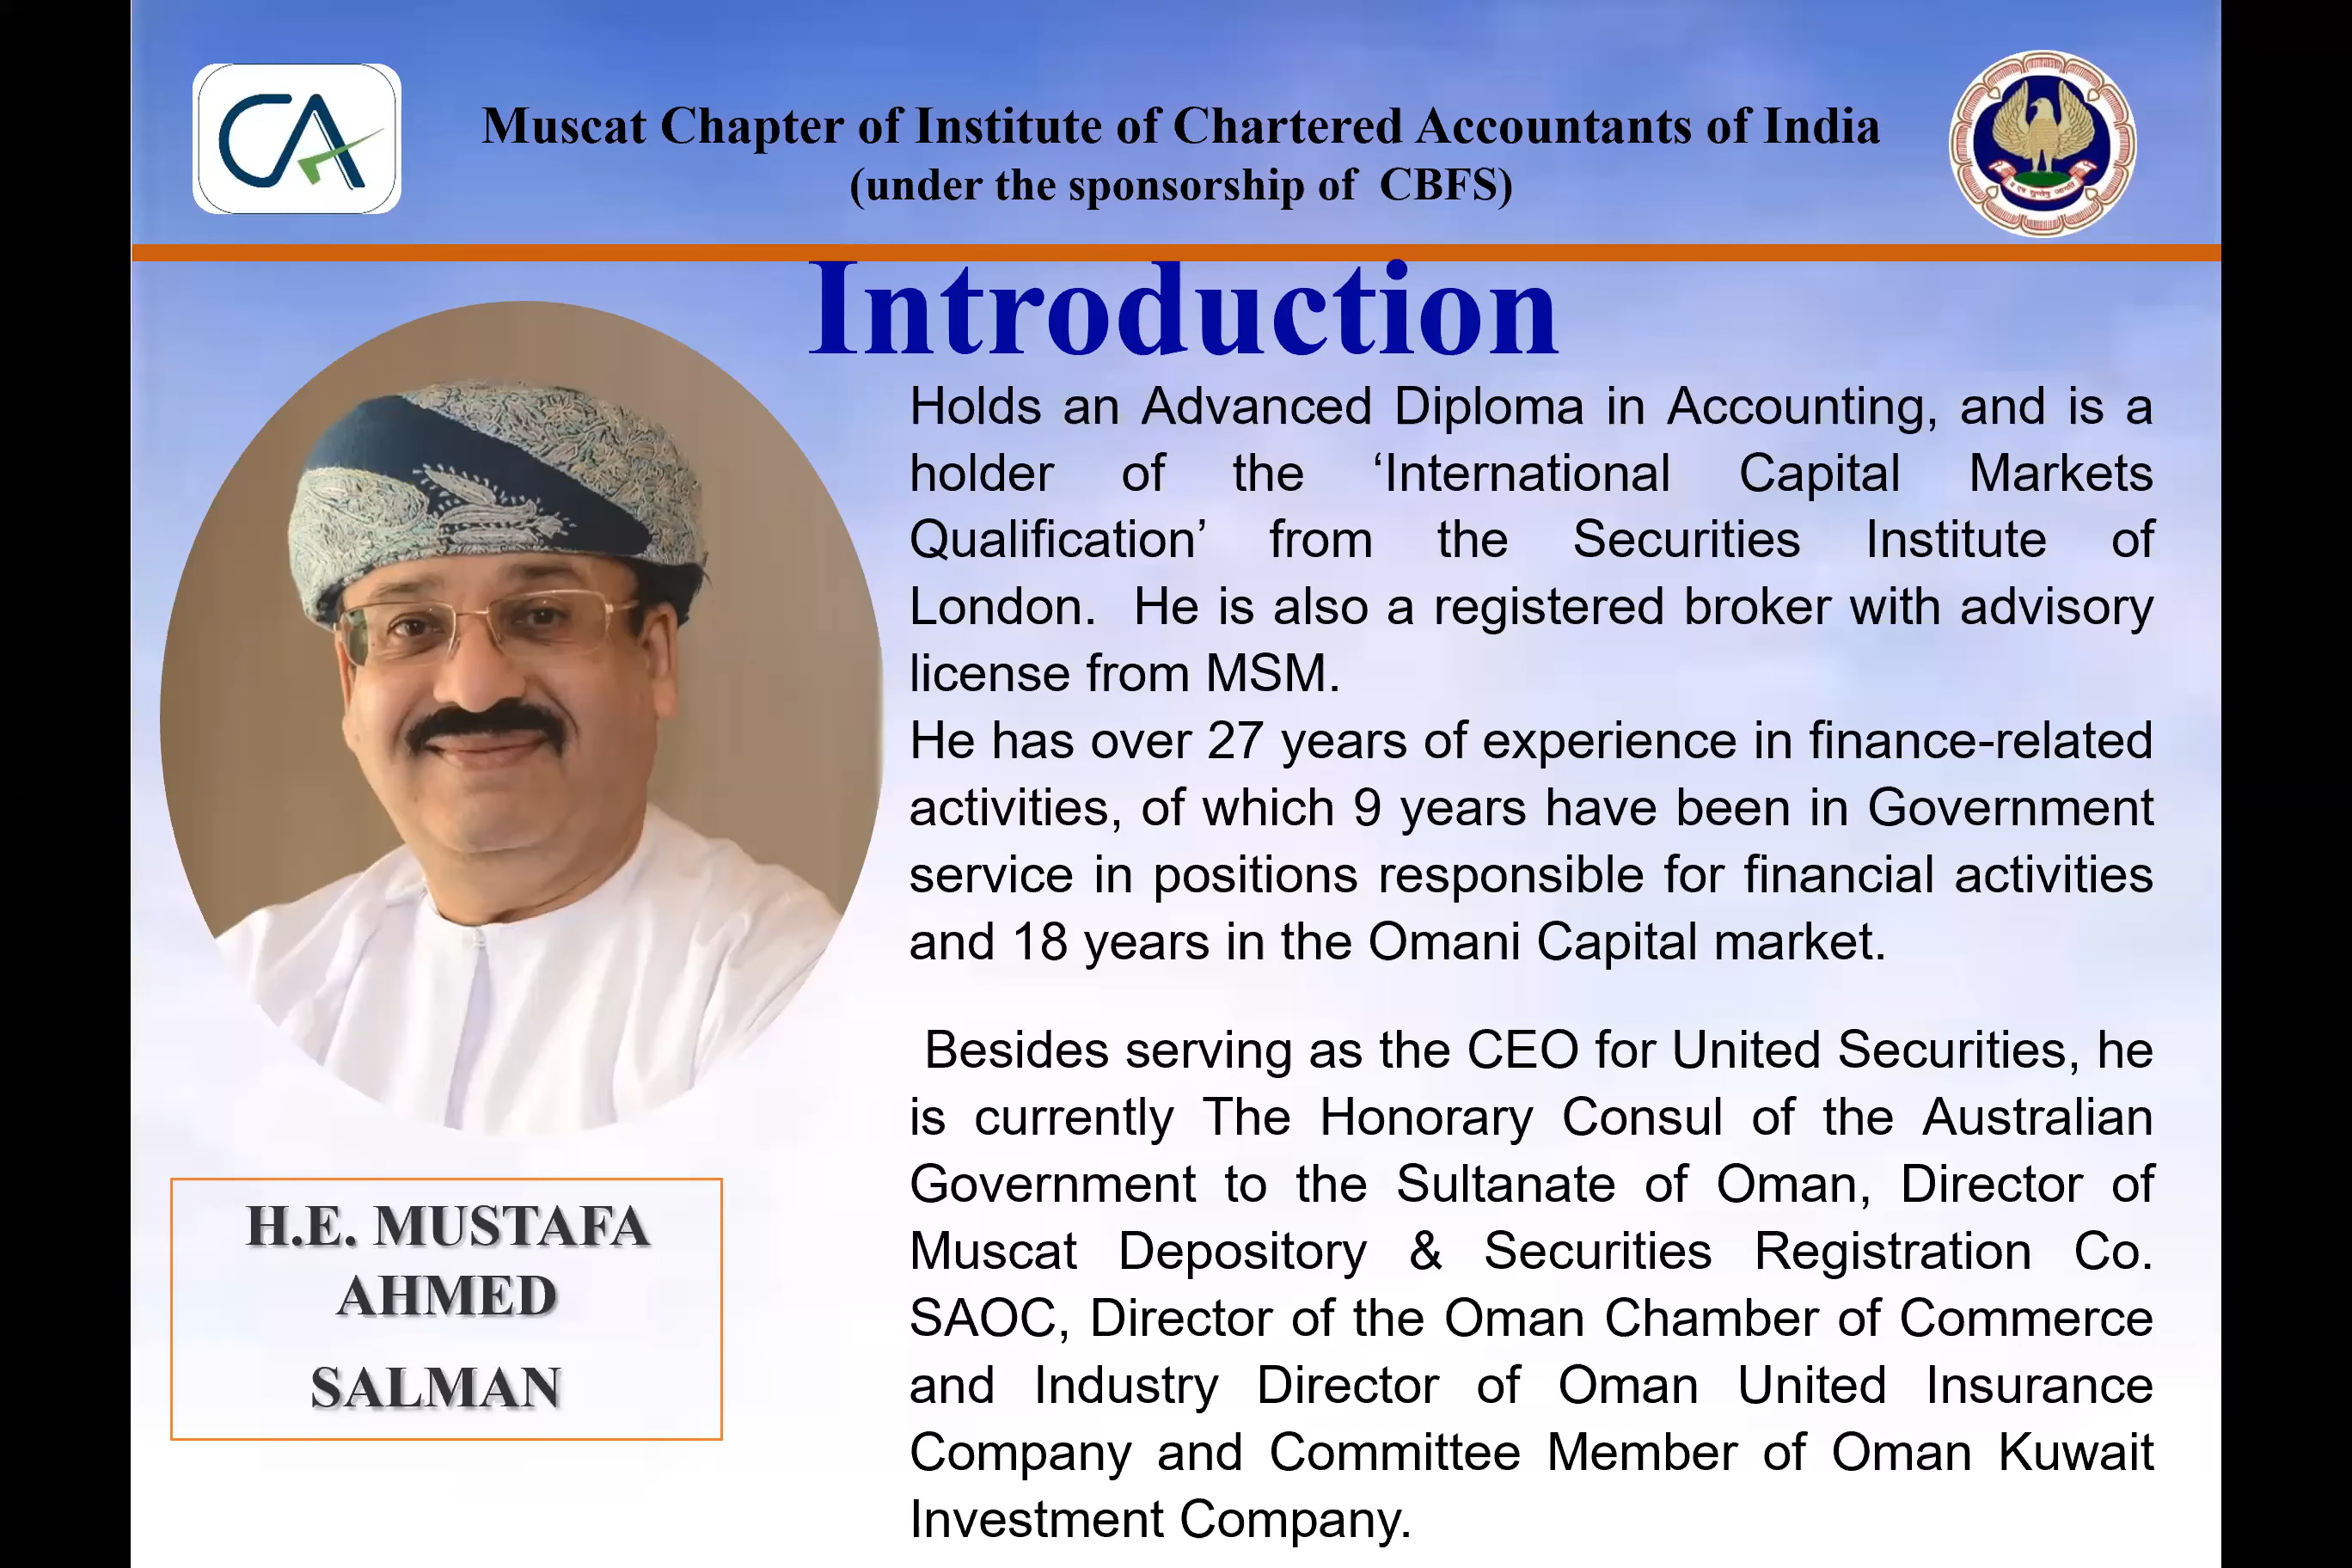 CA
Muscat Chapter of Institute of Chartered Accountants of India
(under the sponsorship of CBFS)
Introduction
Holds an Advanced Diploma in Accounting, and is a
holder of the ‘International Capital Markets
Qualification’ from the Securities Institute of
London. He is also a registered broker with advisory
license from MSM.
He has over 27 years of experience in finance-related
activities, of which 9 years have been in Government
service in positions responsible for financial activities
and 18 years in the Omani Capital market.
Besides serving as the CEO for United Securities, he
is currently The Honorary Consul of the Australian
Government to the Sultanate of Oman, Director of
Muscat Depository & Securities Registration Co.
SAOC, Director of the Oman Chamber of Commerce
and Industry Director of Oman United Insurance
Company and Committee Member of Oman Kuwait
Investment Company.
H.E. MUSTAFA
AHMED
SALMAN